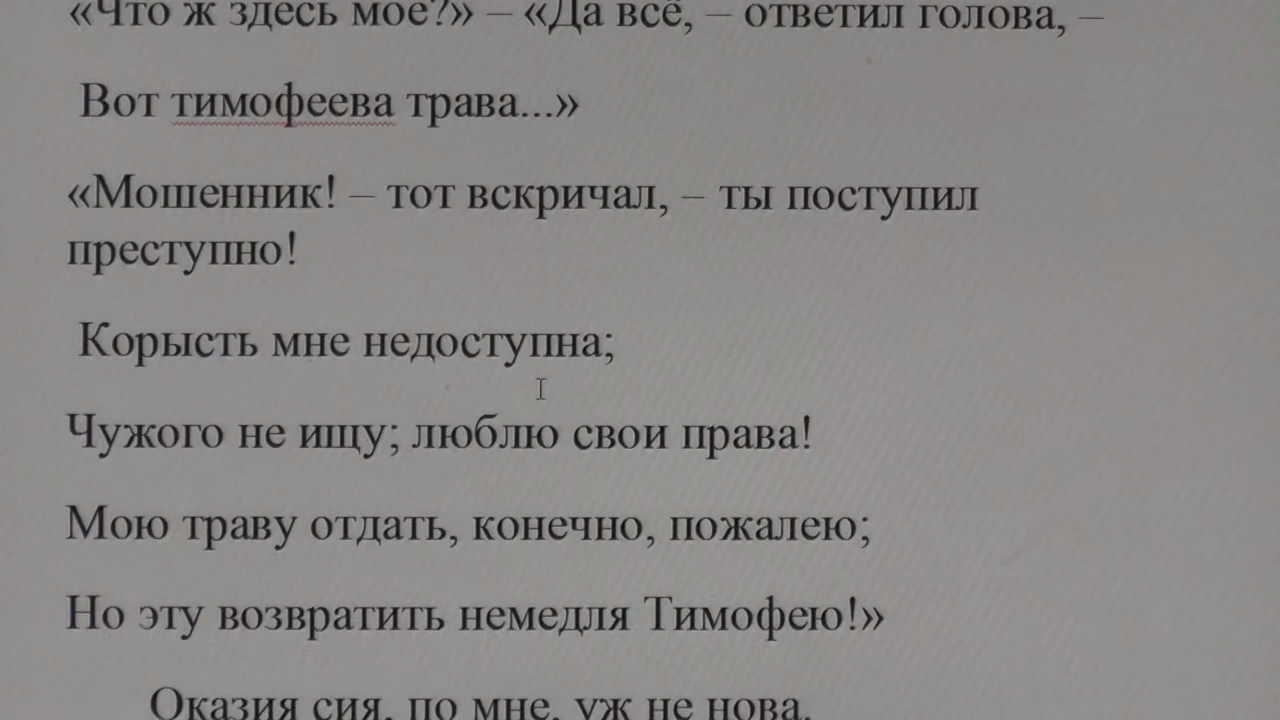 «Что ж здесь мое?» – «Да всё, – ответил голова, –
Вот тимофеева трава...»
«Мошенник! – тот вскричал, – ты поступил
преступно!
Корысть мне недоступна;
Чужого не ищу; люблю свои права!
Мою траву отдать, конечно, пожалею;
Но эту возвратить немедля Тимофею!»
Оказия сия, по мне, уж не нова.